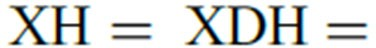 XH = XDH =